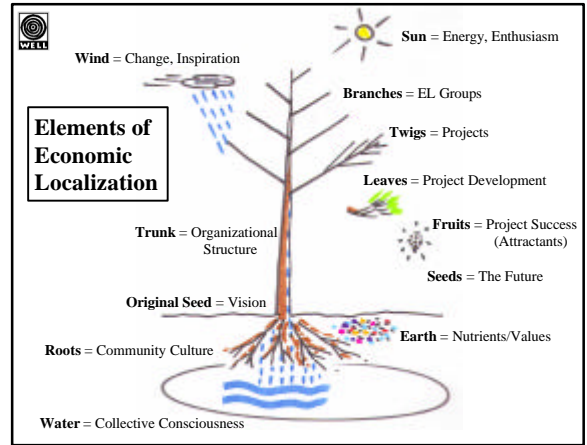 WELL
Sun = Energy, Enthusiasm
Wind = Change, Inspiration
Branches = EL Groups
Elements of
Economic
Localization
Twigs = Projects
Leaves = Project Development
Trunk = Organizational
Structure
Fruits = Project Success
(Attractants)
Seeds = The Future
Original Seed = Vision
Earth = Nutrients/Values
Roots = Community Culture
Water = Collective Consciousness